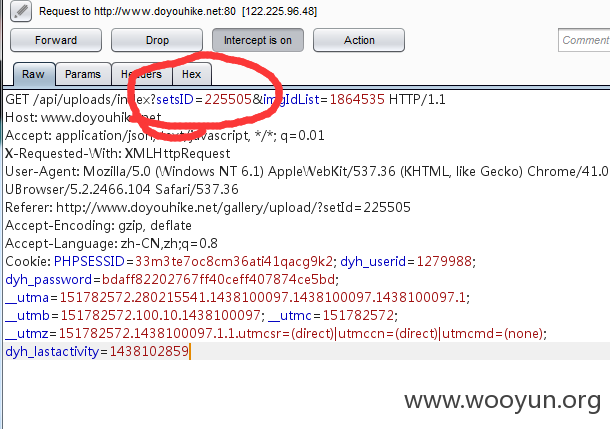 Request to http://www.doyouhike.net:80 [122.225.96.48]
Forward Drop Intercept is on Action Comment
Raw Params Headers Hex
GET /api/uploads/index?setsID=225505&imgIdList=1864535 HTTP/1.1
Host: www.doyouhike.net
Accept: application/json, text/javascript, */*; q=0.01
X-Requested-With: XMLHttpRequest
User-Agent: Mozilla/5.0 (Windows NT 6.1) AppleWebKit/537.36 (KHTML, like Gecko) Chrome/41.0
UBrowser/5.2.2466.104 Safari/537.36
Referer: http://www.doyouhike.net/gallery/upload/?setId=225505
Accept-Encoding: gzip, deflate
Accept-Language: zh-CN,zh;q=0.8
Cookie: PHPSESSID=33m3te7oc8cm36ati41qacg9k2; dyh_userid=1279988;
dyh_password=bdaff82202767ff40ceff407874ce5bd;
__utma=151782572.280215541.1438100097.1438100097.1438100097.1;
__utmb=151782572.100.10.1438100097; __utmc=151782572;
__utmz=151782572.1438100097.1.1.utmcsr=(direct)|utmccn=(direct)|utmcmd=(none);
dyh_lastactivity=1438102859
www.wooyun.org